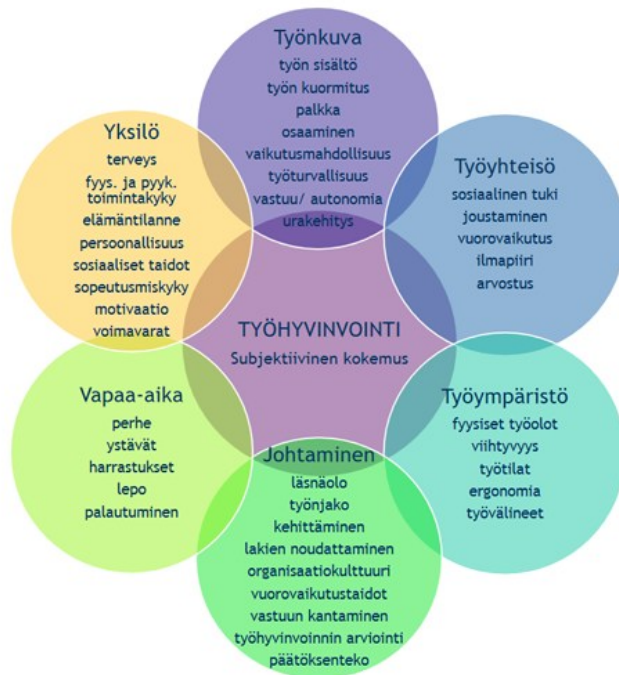 Työnkuva
työn sisältö
työn kuormitus
palkka
osaaminen
vaikutusmahdollisuus
työturvallisuus
vastuu/ autonomia
urakehitys
Yksilö
terveys
fyys. ja pyyk.
toimintakyky
elämäntilanne
persoonallisuus
sosiaaliset taidot
sopeutusmiskyky
motivaatio
voimavarat
Työyhteisö
sosiaalinen tuki
joustaminen
vuorovaikutus
ilmapiiri
arvostus
TYÖHYVINVOINTI
Subjektiivinen kokemus
Vapaa-aika
perhe
ystävät
harrastukset
lepo
palautuminen
Työympäristö
fyysiset työolot
viihtyvyys
työtilat
ergonomia
työvälineet
Johtaminen
läsnäolo
työnjako
kehittäminen
lakien noudattaminen
organisaatiokulttuuri
vuorovaikutustaidot
vastuun kantaminen
työhyvinvoinnin arviointi
päätöksenteko